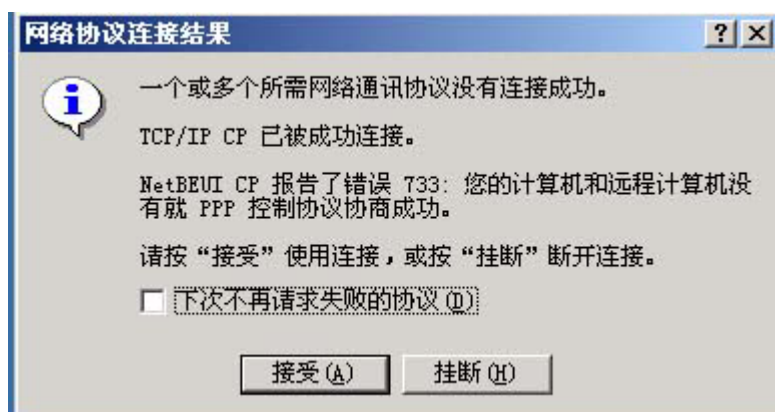 网络协议连接结果
一个或多个所需网络通讯协议没有连接成功。
TCP/IP CP 已被成功连接。
NetBEUI CP 报告了错误 733: 您的计算机和远程计算机没
有就 PPP 控制协议协商成功。
请按“接受”使用连接，或按“挂断”断开连接。
下次不再请求失败的协议(D)
接受(A) 挂断(H)